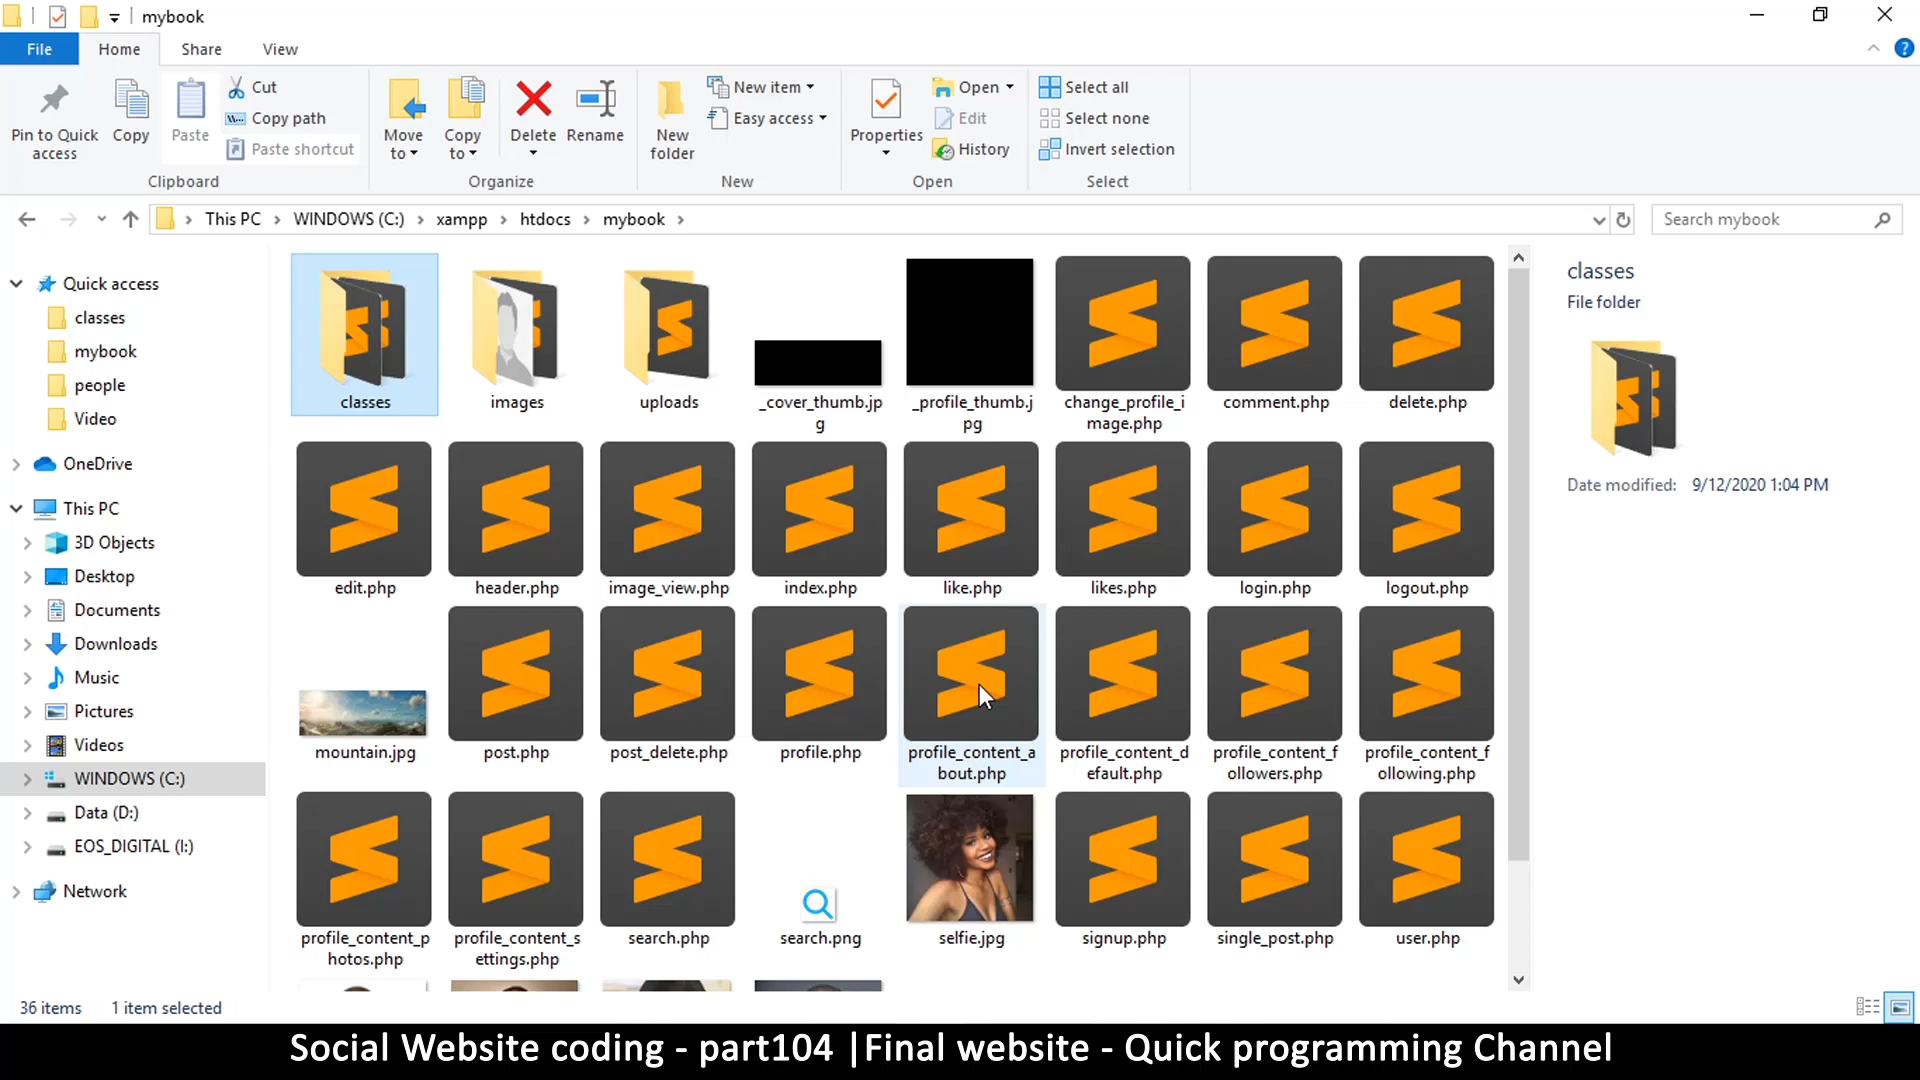 mybook
File
Home
Share
View
Pin to Quick
access
Copy
Paste
Cut
Copy path
Paste shortcut
Clipboard
Move
to
Copy
to
Delete
Rename
Organize
New
folder
New item
Easy access
New
Properties
Open
Edit
History
Open
Select all
Select none
Invert selection
Select
This PC
WINDOWS (C:)
xampp
htdocs
mybook
Search mybook
Quick access
classes
mybook
people
Video
OneDrive
This PC
3D Objects
Desktop
Documents
Downloads
Music
Pictures
Videos
WINDOWS (C:)
Data (D:)
EOS_DIGITAL (I:)
Network
classes
images
uploads
_cover_thumb.jp
g
_profile_thumb.j
pg
change_profile_i
mage.php
comment.php
delete.php
edit.php
header.php
image_view.php
index.php
like.php
likes.php
login.php
logout.php
mountain.jpg
post.php
post_delete.php
profile.php
profile_content_a
bout.php
profile_content_d
efault.php
profile_content_f
ollowers.php
profile_content_f
ollowing.php
profile_content_p
hotos.php
profile_content_s
ettings.php
search.php
search.png
selfie.jpg
signup.php
single_post.php
user.php
classes
File folder
Date modified: 9/12/2020 1:04 PM
36 items
1 item selected
Social Website coding - part104 |Final website - Quick programming Channel